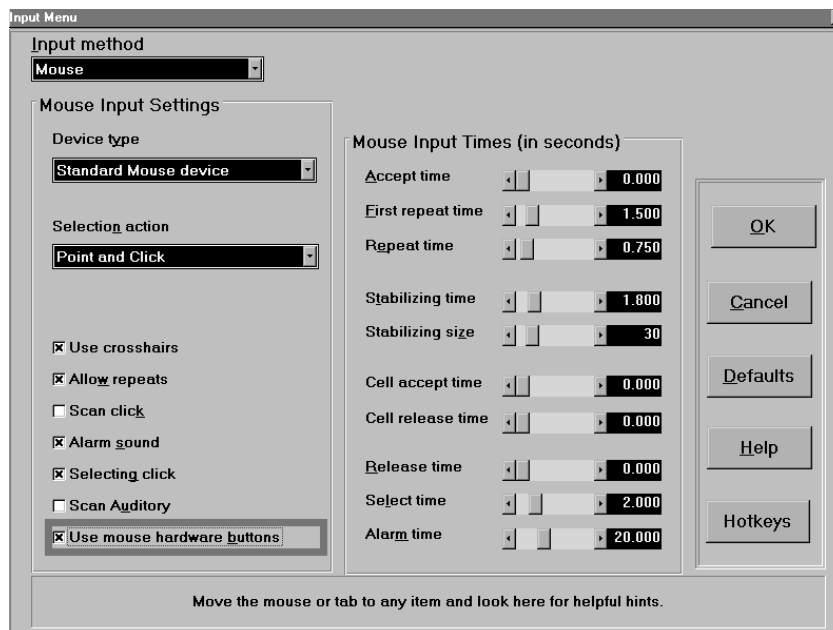 Input Menu
Input method
Mouse
Mouse Input Settings
Device type
Standard Mouse device
Selection action
Point and Click
Use crosshairs
Allow repeats
Scan click
Alarm sound
Selecting click
Scan Auditory
Use mouse hardware buttons
Mouse Input Times (in seconds)
Accept time 0.000
First repeat time 1.500
Repeat time 0.750
Stabilizing time 1.800
Stabilizing size 30
Cell accept time 0.000
Cell release time 0.000
Release time 0.000
Select time 2.000
Alarm time 20.000
OK
Cancel
Defaults
Help
Hotkeys
Move the mouse or tab to any item and look here for helpful hints.